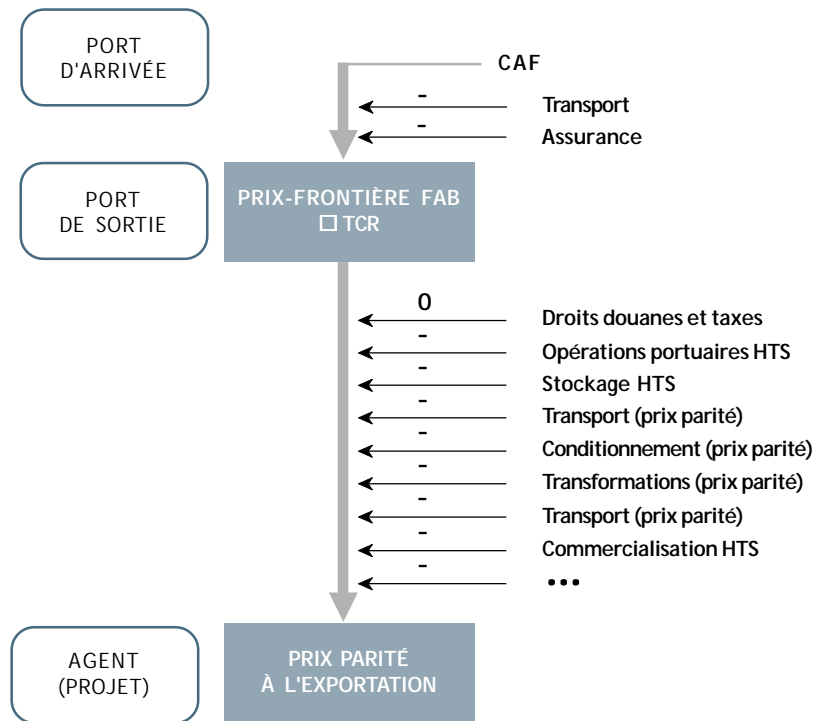 PORT
D'ARRIVÉE
CAF
-
Transport
-
Assurance
PORT
DE SORTIE
PRIX-FRONTIÈRE FAB
□ TCR
0
Droits douanes et taxes
-
Opérations portuaires HTS
-
Stockage HTS
-
Transport (prix parité)
-
Conditionnement (prix parité)
-
Transformations (prix parité)
-
Transport (prix parité)
-
Commercialisation HTS
-
•••
AGENT
(PROJET)
PRIX PARITÉ
À L'EXPORTATION